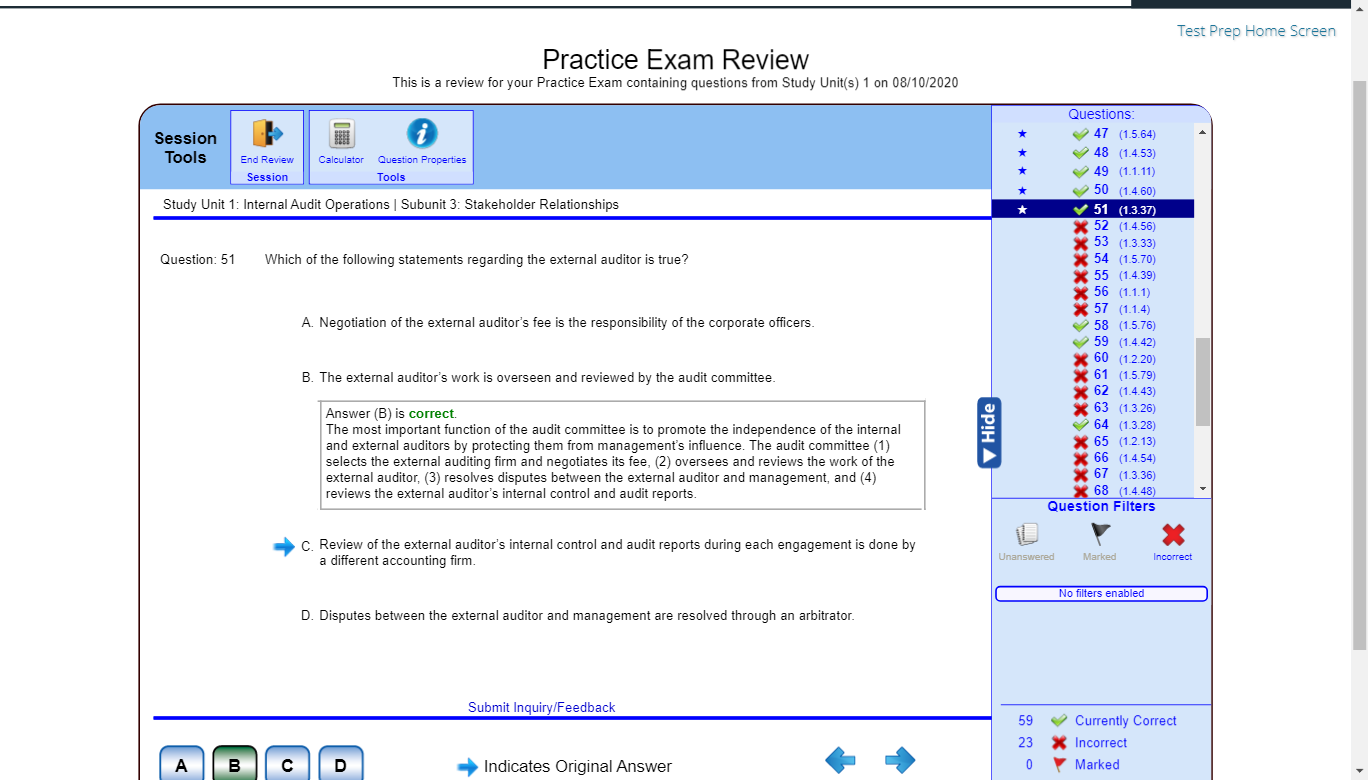 Test Prep Home Screen
Practice Exam Review
This is a review for your Practice Exam containing questions from Study Unit(s) 1 on 08/10/2020
Session
Tools
End Review
Session
Calculator
Question Properties
Tools
Study Unit 1: Internal Audit Operations | Subunit 3: Stakeholder Relationships
Question: 51 Which of the following statements regarding the external auditor is true?
A. Negotiation of the external auditor's fee is the responsibility of the corporate officers.
B. The external auditor's work is overseen and reviewed by the audit committee.
Answer (B) is correct.
The most important function of the audit committee is to promote the independence of the internal
and external auditors by protecting them from management's influence. The audit committee (1)
selects the external auditing firm and negotiates its fee, (2) oversees and reviews the work of the
external auditor, (3) resolves disputes between the external auditor and management, and (4)
reviews the external auditor's internal control and audit reports.
C. Review of the external auditor's internal control and audit reports during each engagement is done by
a different accounting firm.
D. Disputes between the external auditor and management are resolved through an arbitrator.
Submit Inquiry/Feedback
A B C D
Indicates Original Answer
Hide
Questions:
47 (1.5.64)
48 (1.4.53)
49 (1.1.11)
50 (1.4.60)
51 (1.3.37)
52 (1.4.56)
53 (1.3.33)
54 (1.5.70)
55 (1.4.39)
56 (1.1.1)
57 (1.1.4)
58 (1.5.76)
59 (1.4.42)
60 (1.2.20)
61 (1.5.79)
62 (1.4.43)
63 (1.3.26)
64 (1.3.28)
65 (1.2.13)
66 (1.4.54)
67 (1.3.36)
68 (1.4.48)
Question Filters
Unanswered
Marked
Incorrect
No filters enabled
59 Currently Correct
23 Incorrect
0 Marked